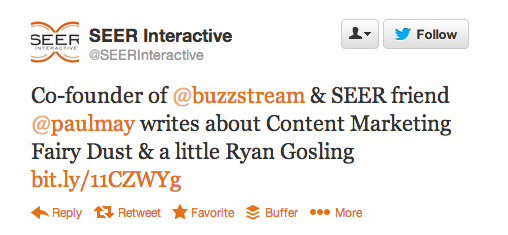 SEER
INTERACTIVE
SEER Interactive
@SEERInteractive
Follow
Co-founder of @buzzstream & SEER friend
@paulmay writes about Content Marketing
Fairy Dust & a little Ryan Gosling
bit.ly/11CZWYg
Reply Retweet Favorite Buffer More